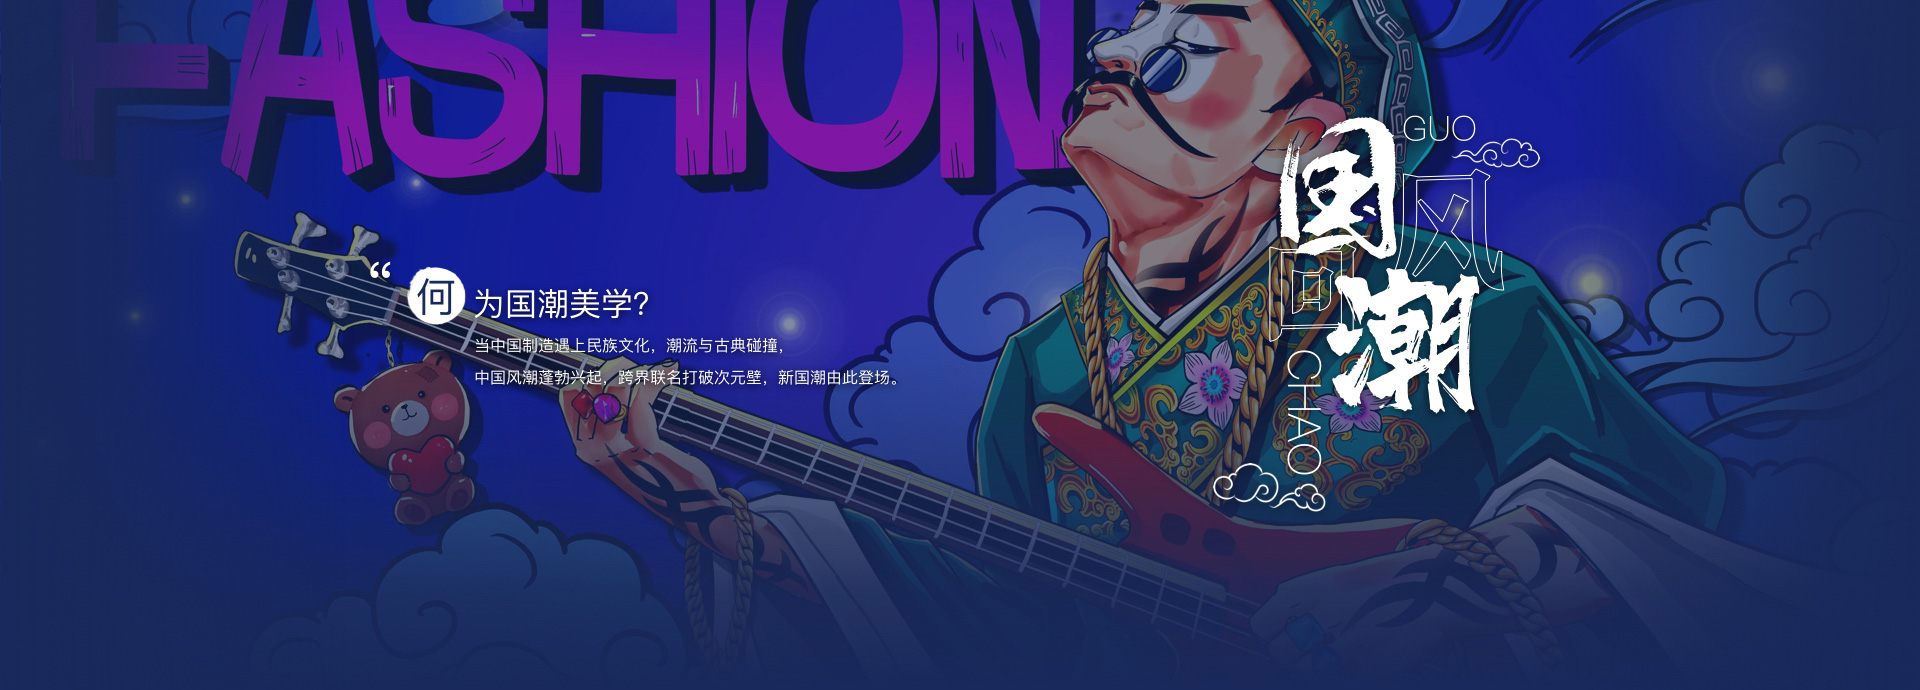 FASHION
“
何为国潮美学?
当中国制造遇上民族文化，潮流与古典碰撞，
中国风潮蓬勃兴起，跨界联名打破次元壁，新国潮由此登场。
国潮
GUO
国风
CHAO